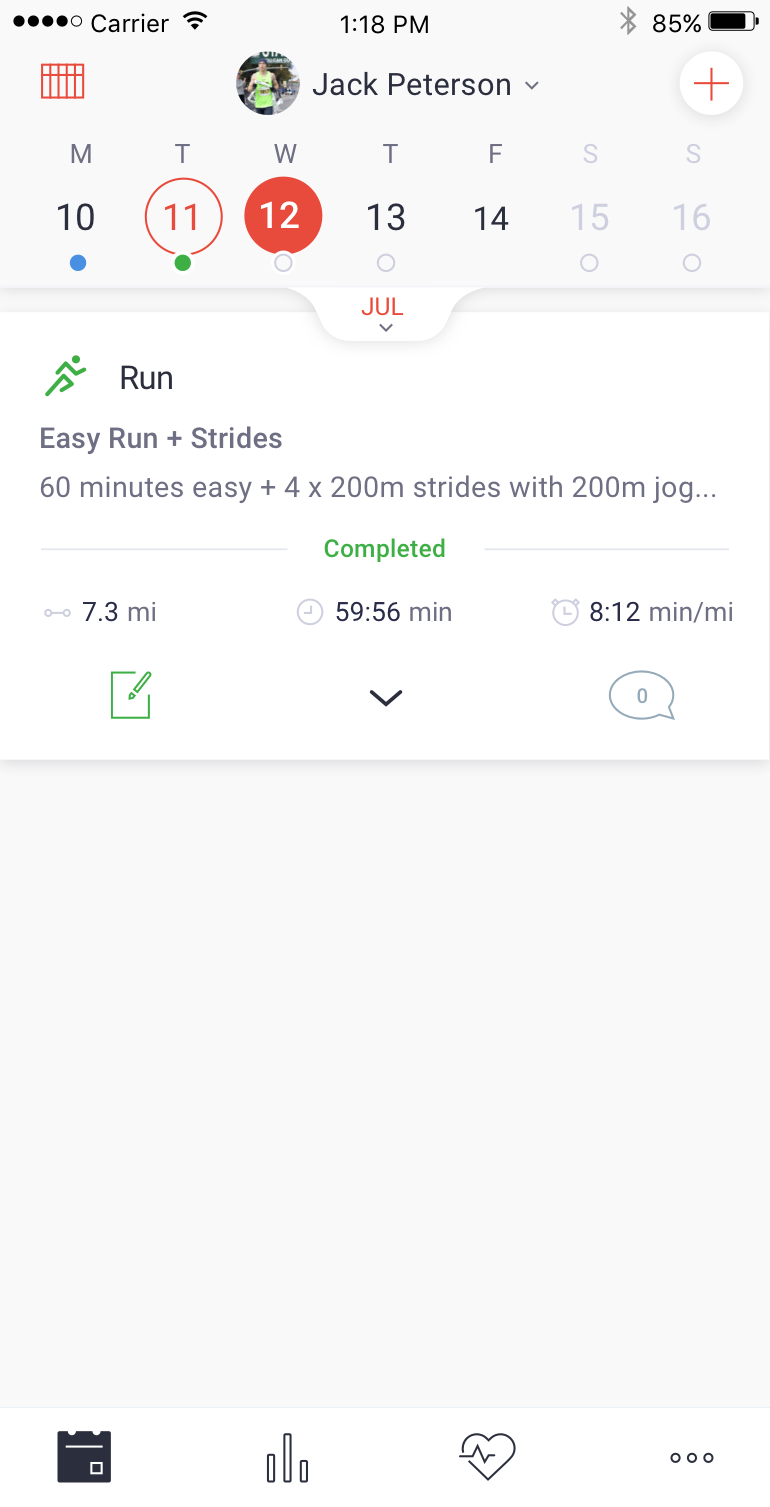 Carrier 1:18 PM 85%
Jack Peterson
M T W T F S S
10 11 12 13 14 15 16
JUL
Run
Easy Run + Strides
60 minutes easy + 4 x 200m strides with 200m jog...
Completed
7.3 mi 59:56 min 8:12 min/mi
0